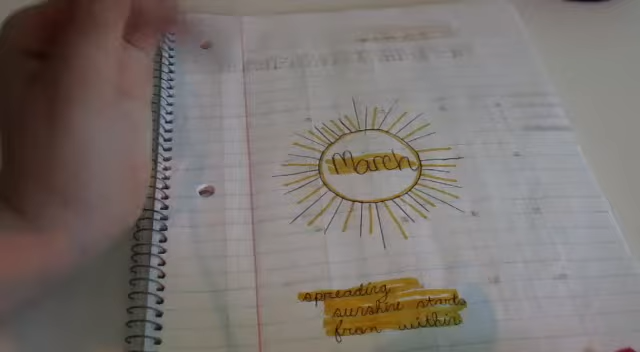 March
spreading
sunshine starts
from within